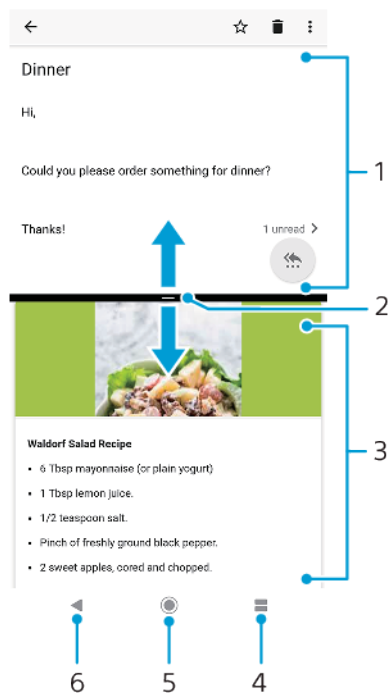 Dinner
Hi,
Could you please order something for dinner?
Thanks!
1 unread
1
2
Waldorf Salad Recipe
• 6 Tbsp mayonnaise (or plain yogurt)
• 1 Tbsp lemon juice.
• 1/2 teaspoon salt.
• Pinch of freshly ground black pepper.
• 2 sweet apples, cored and chopped.
3
6
5
4